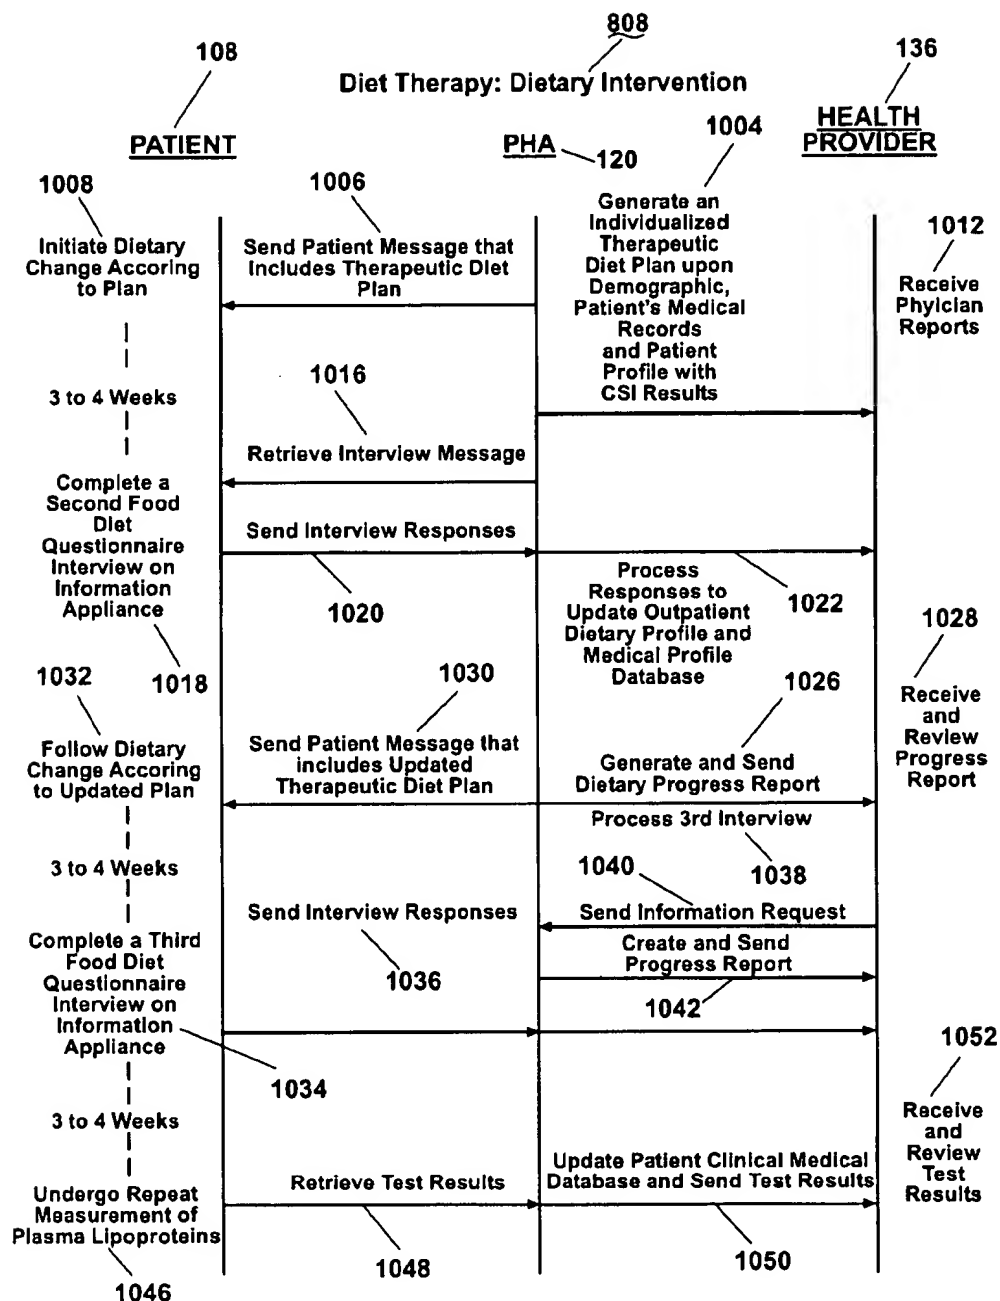 808
108
136
Diet Therapy: Dietary Intervention
PATIENT
PHA
120
1004
HEALTH
PROVIDER
1008
1006
1012
Initiate Dietary
Change Accoring
to Plan
Send Patient Message that
includes Therapeutic Diet
Plan
Generate an
Individualized
Therapeutic
Diet Plan upon
Demographic,
Patient's Medical
Records
and Patient
Profile with
CSI Results
Receive
Phyician
Reports
3 to 4 Weeks
1016
Retrieve Interview Message
Complete a
Second Food
Diet
Questionnaire
Interview on
Information
Appliance
1018
Send Interview Responses
1020
Process
Responses to
Update Outpatient
Dietary Profile and
Medical Profile
Database
1022
1028
Receive
and
Review
Progress
Report
1032
1030
1026
Follow Dietary
Change Accoring
to Updated Plan
Send Patient Message that
includes Updated
Therapeutic Diet Plan
Generate and Send
Dietary Progress Report
Process 3rd Interview
1038
3 to 4 Weeks
1040
Send Information Request
Send Interview Responses
1036
Create and Send
Progress Report
1042
Complete a Third
Food Diet
Questionnaire
Interview on
Information
Appliance
1034
1052
Receive
and
Review
Test
Results
3 to 4 Weeks
Undergo Repeat
Measurement of
Plasma Lipoproteins
1046
Retrieve Test Results
1048
Update Patient Clinical Medical
Database and Send Test Results
1050